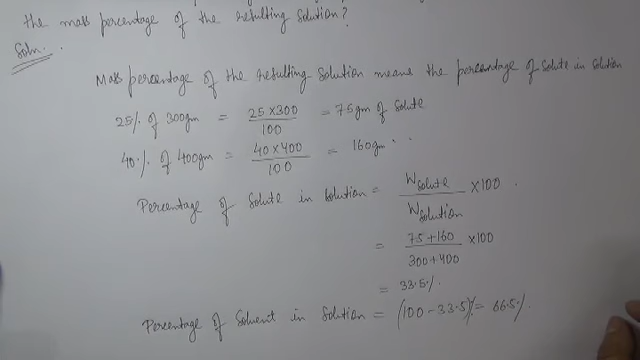 the mass percentage of the resulting solution?
Soln.
Mass percentage of the resulting solution means the percentage of solute in solution
25% of 300gm = 25 × 300 / 100 = 75gm of solute
40% of 400gm = 40 × 400 / 100 = 160gm " "
Percentage of solute in solution = Wsolute / Wsolution × 100
= 75 + 160 / 300 + 400 × 100
= 33.5%
Percentage of Solvent in Solution = (100 - 33.5)% = 66.5%